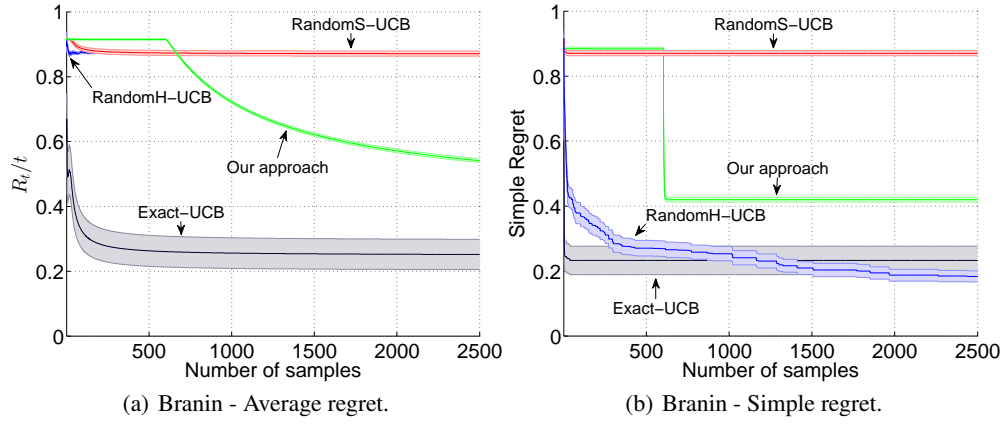 1
0.8
0.6
0.4
0.2
0
R_t/t
RandomS−UCB
RandomH−UCB
Our approach
Exact−UCB
500 1000 1500 2000 2500
Number of samples
(a) Branin - Average regret.
1
0.8
0.6
0.4
0.2
0
Simple Regret
RandomS−UCB
Our approach
RandomH−UCB
Exact−UCB
500 1000 1500 2000 2500
Number of samples
(b) Branin - Simple regret.